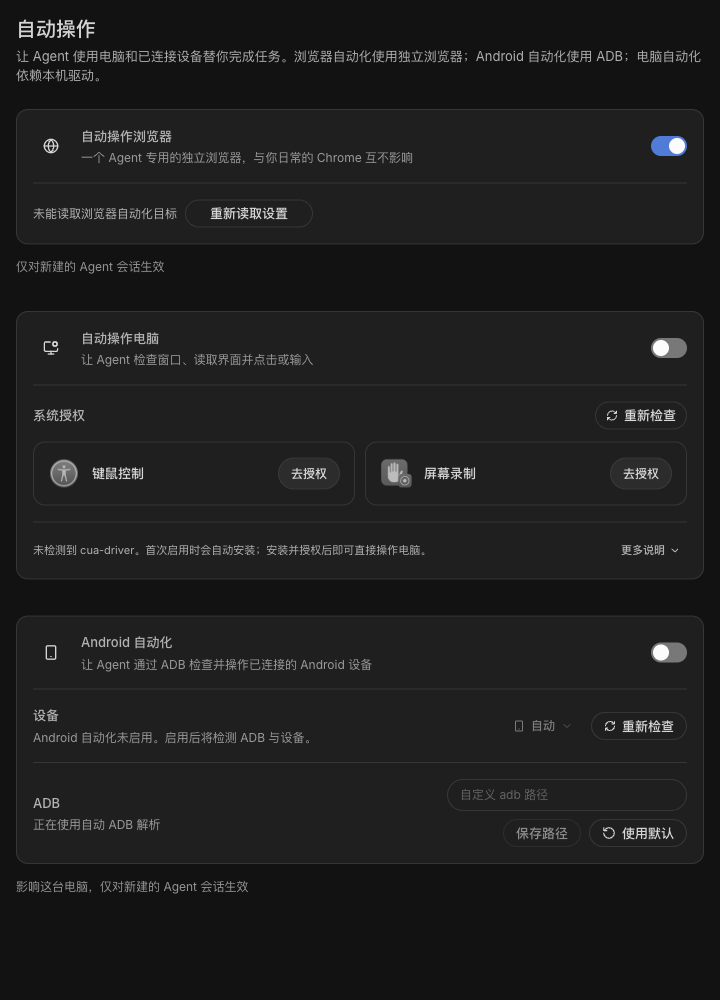 自动操作
让 Agent 使用电脑和已连接设备替你完成任务。浏览器自动化使用独立浏览器；Android 自动化使用 ADB；电脑自动化
依赖本机驱动。
自动操作浏览器
一个 Agent 专用的独立浏览器，与你日常的 Chrome 互不影响
未能读取浏览器自动化目标
重新读取设置
仅对新建的 Agent 会话生效
自动操作电脑
让 Agent 检查窗口、读取界面并点击或输入
系统授权
重新检查
键鼠控制
去授权
屏幕录制
去授权
未检测到 cua-driver。首次启用时会自动安装；安装并授权后即可直接操作电脑。
更多说明
Android 自动化
让 Agent 通过 ADB 检查并操作已连接的 Android 设备
设备
Android 自动化未启用。启用后将检测 ADB 与设备。
自动
重新检查
ADB
正在使用自动 ADB 解析
自定义 adb 路径
保存路径
使用默认
影响这台电脑，仅对新建的 Agent 会话生效